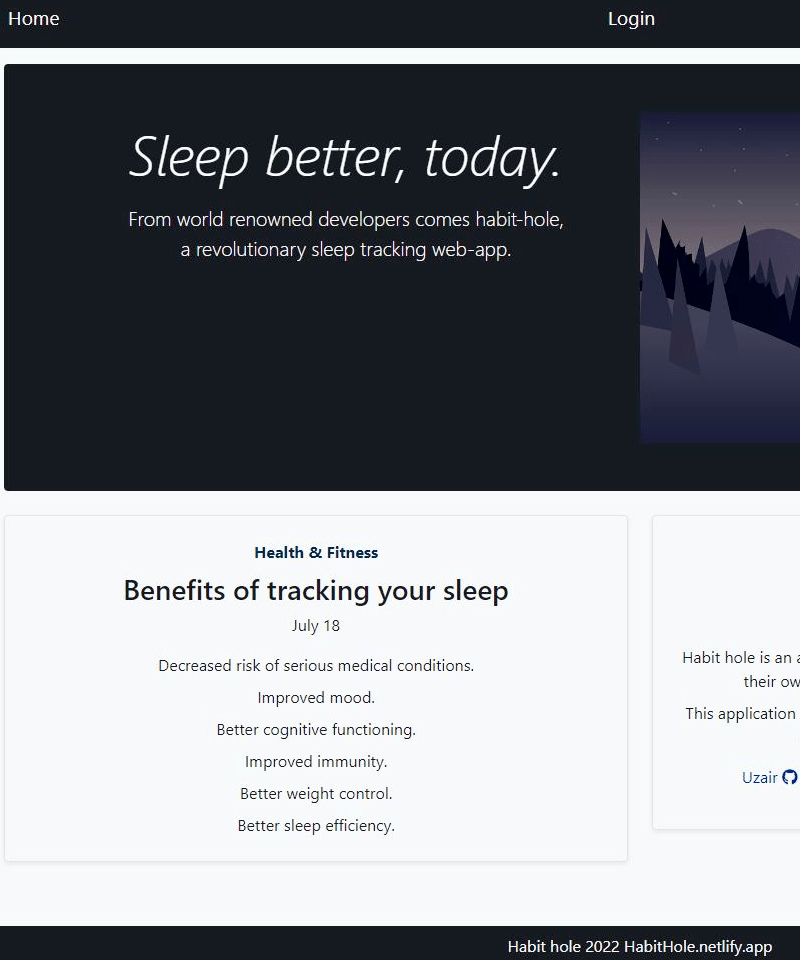 Home
Login
Sleep better, today.
From world renowned developers comes habit-hole,
a revolutionary sleep tracking web-app.
Health & Fitness
Benefits of tracking your sleep
July 18
Decreased risk of serious medical conditions.
Improved mood.
Better cognitive functioning.
Improved immunity.
Better weight control.
Better sleep efficiency.
Habit hole is an a
their ow
This application
Uzair
Habit hole 2022 HabitHole.netlify.app